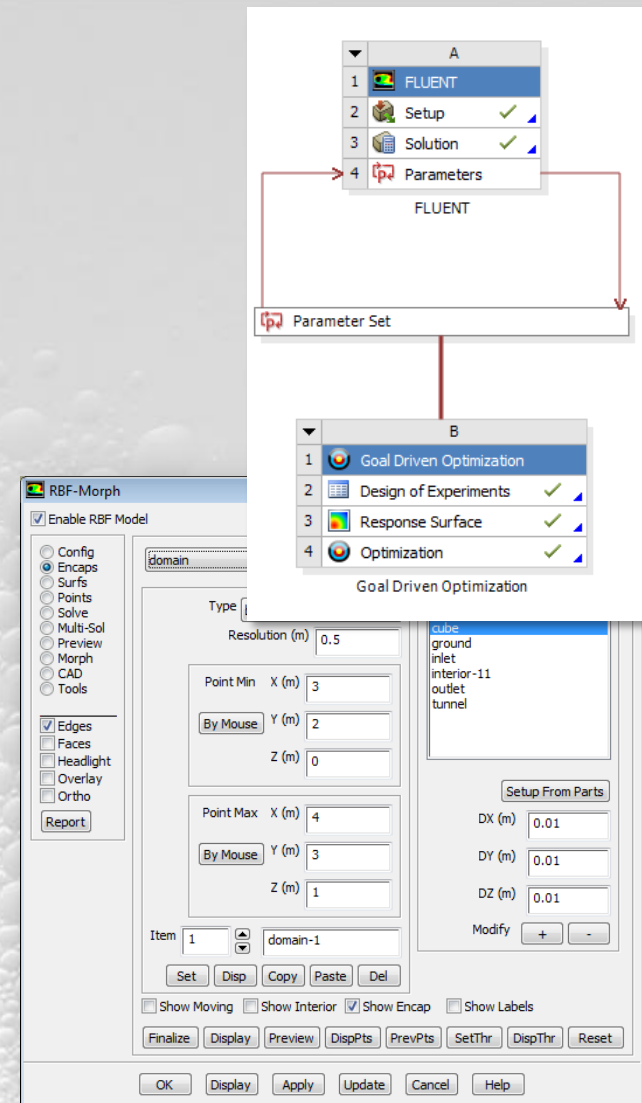 A
1 FLUENT
2 Setup
3 Solution
4 Parameters
FLUENT
Parameter Set
B
1 Goal Driven Optimization
2 Design of Experiments
3 Response Surface
4 Optimization
Goal Driven Optimization
RBF-Morph
Enable RBF Model
Config
Encaps
Surfs
Points
Solve
Multi-Sol
Preview
Morph
CAD
Tools
Edges
Faces
Headlight
Overlay
Ortho
Report
domain
Type
Resolution (m) 0.5
Point Min X (m) 3
By Mouse Y (m) 2
Z (m) 0
Point Max X (m) 4
By Mouse Y (m) 3
Z (m) 1
Item 1 domain-1
Set Disp Copy Paste Del
cube
ground
inlet
interior-11
outlet
tunnel
Setup From Parts
DX (m) 0.01
DY (m) 0.01
DZ (m) 0.01
Modify + -
Show Moving Show Interior Show Encap Show Labels
Finalize Display Preview DispPts PrevPts SetThr DispThr Reset
OK Display Apply Update Cancel Help